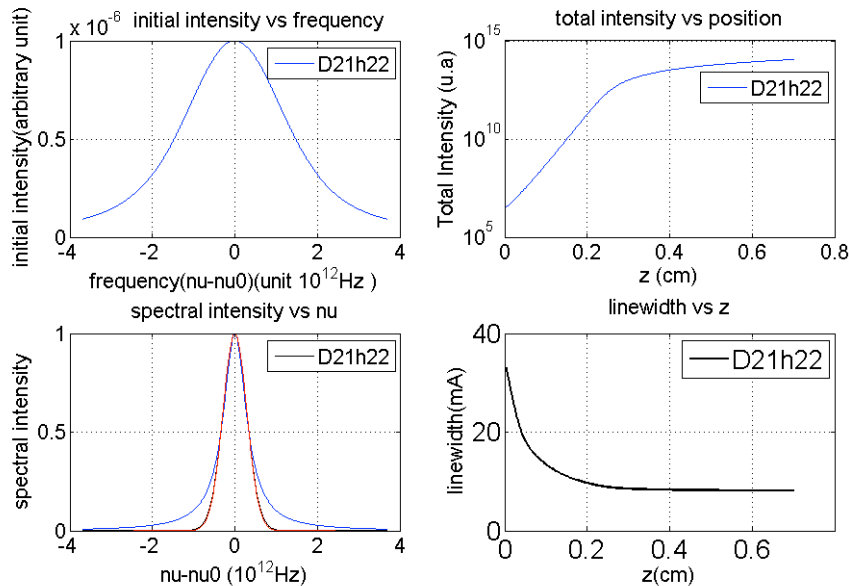 initial intensity vs frequency
x 10^-6
1
0.5
0
-4 -2 0 2 4
initial intensity(arbitrary unit)
frequency(nu-nu0)(unit 10^12Hz )
D21h22
total intensity vs position
10^15
10^10
10^5
0 0.2 0.4 0.6 0.8
Total Intensity (u.a)
z (cm)
D21h22
spectral intensity vs nu
1
0.5
0
-4 -2 0 2 4
spectral intensity
nu-nu0 (10^12Hz)
D21h22
linewidth vs z
40
20
0
0 0.2 0.4 0.6 0.8
linewidth(mA)
z(cm)
D21h22